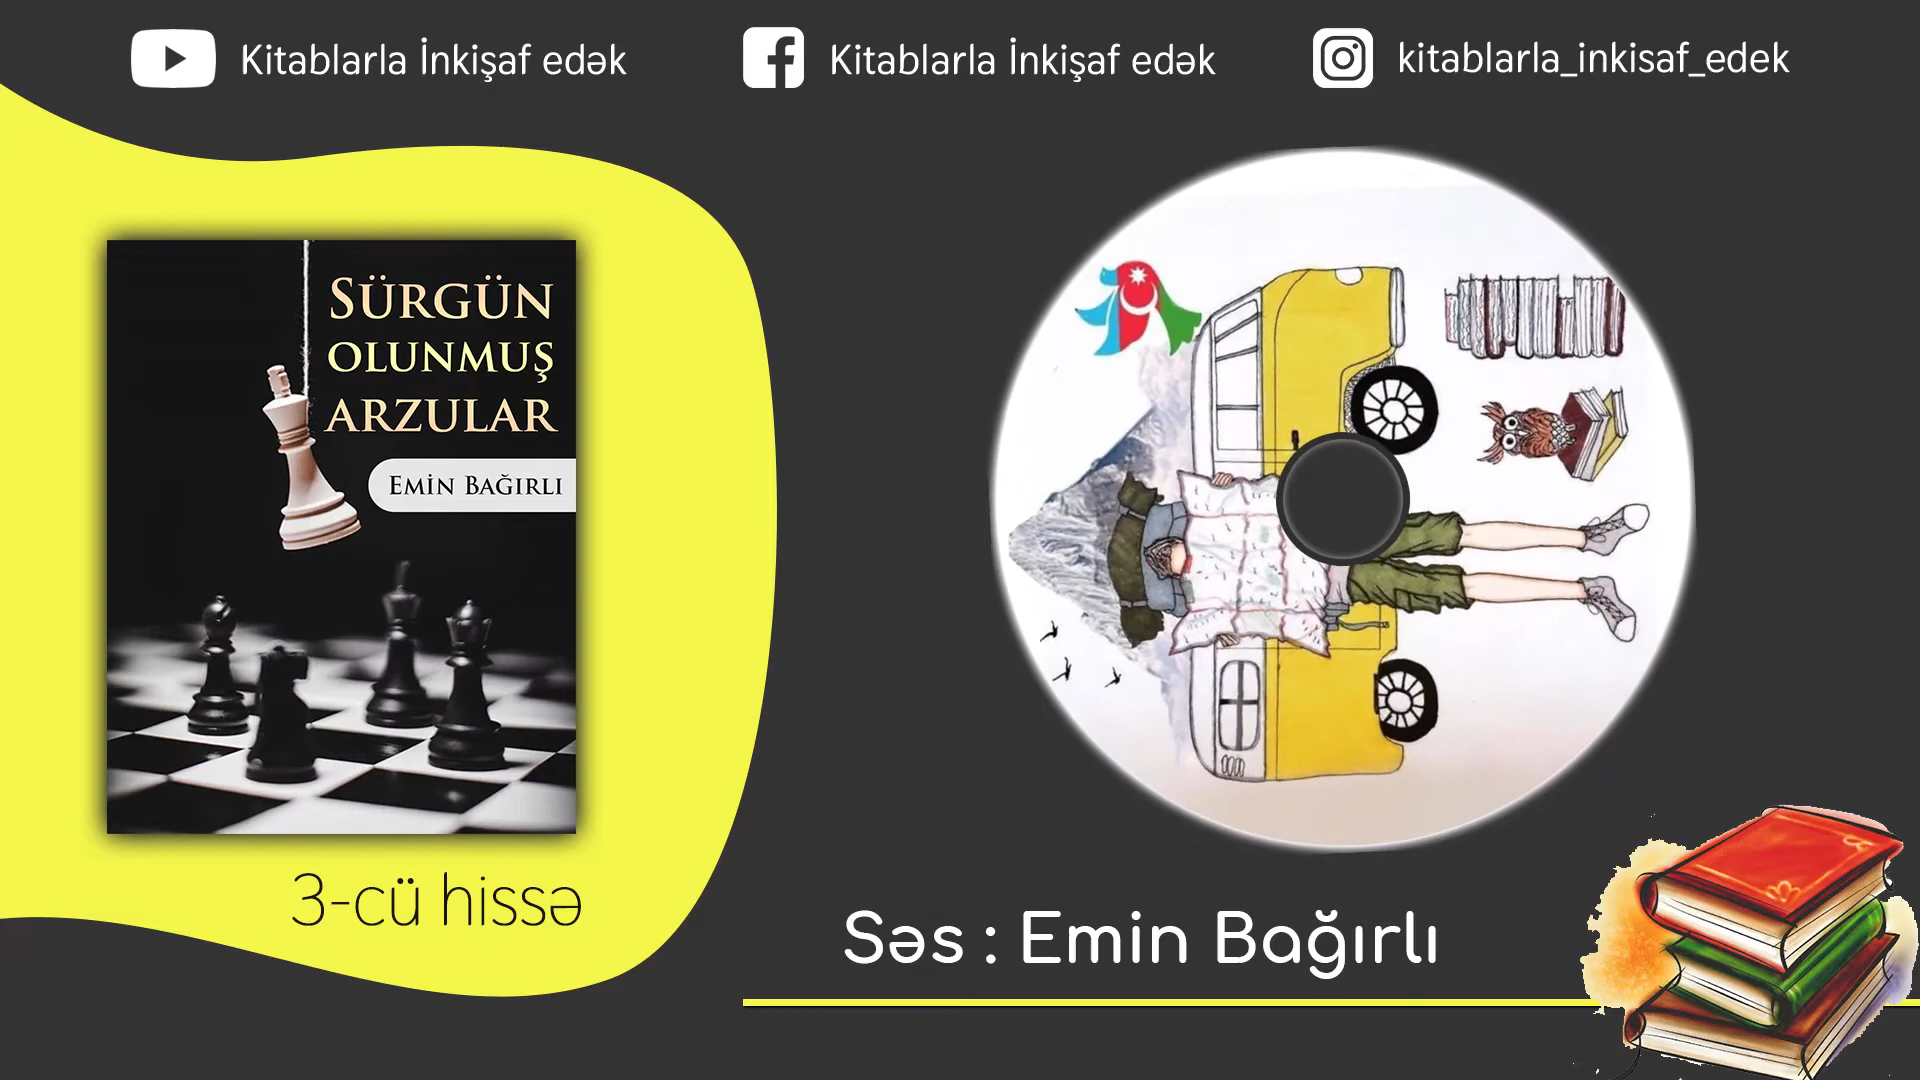 Kitablarla İnkişaf edək
Kitablarla İnkişaf edək
kitablarla_inkisaf_edek
SÜRGÜN
OLUNMUŞ
ARZULAR
EMİN BAĞIRLI
3-cü hissə
Səs : Emin Bağırlı